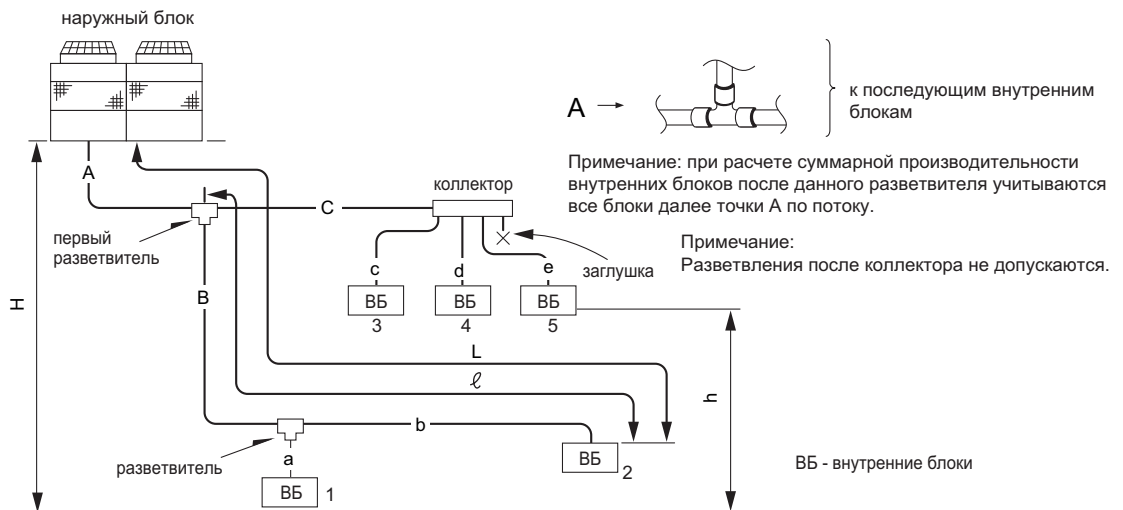 наружный блок
A
к последующим внутренним
блокам
Примечание: при расчете суммарной производительности
внутренних блоков после данного разветвителя учитываются
все блоки далее точки А по потоку.
Примечание:
Разветвления после коллектора не допускаются.
A
C
коллектор
первый
разветвитель
заглушка
c
d
e
ВБ
3
ВБ
4
ВБ
5
B
H
L
ℓ
h
b
разветвитель
a
ВБ
1
ВБ
2
ВБ - внутренние блоки